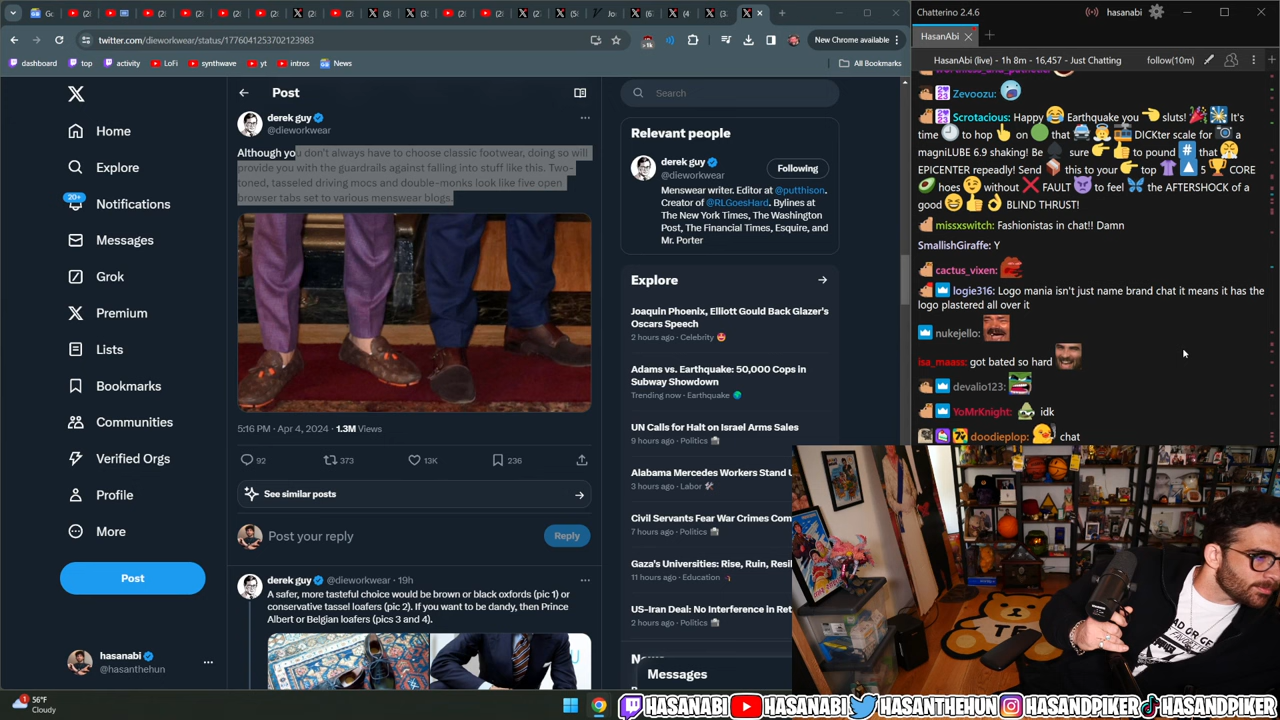 Chatterino 2.4.6
hasanabi
twitter.com/dieworkwear/status/1776041253702123983
New Chrome available
HasanAbi
dashboard
top
activity
LoFi
synthwave
yt
intros
News
All Bookmarks
HasanAbi (live) - 1h 8m - 16,457 - Just Chatting
follow(10m)
Home
Explore
Notifications
20+
Messages
Grok
Premium
Lists
Bookmarks
Communities
Verified Orgs
Profile
More
Post
hasanabi
@hasanthehun
Post
derek guy
@dieworkwear
Although you don't always have to choose classic footwear, doing so will
provide you with the guardrails against falling into stuff like this. Two-
toned, tasseled driving mocs and double-monks look like five open
browser tabs set to various menswear blogs.
5:16 PM · Apr 4, 2024 · 1.3M Views
92
373
13K
236
See similar posts
Post your reply
Reply
derek guy @dieworkwear · 19h
A safer, more tasteful choice would be brown or black oxfords (pic 1) or
conservative tassel loafers (pic 2). If you want to be dandy, then Prince
Albert or Belgian loafers (pics 3 and 4).
Search
Relevant people
derek guy
@dieworkwear
Following
Menswear writer. Editor at @putthison.
Creator of @RLGoesHard. Bylines at
The New York Times, The Washington
Post, The Financial Times, Esquire, and
Mr. Porter
Explore
Joaquin Phoenix, Elliott Gould Back Glazer's
Oscars Speech
2 hours ago · Celebrity
Adams vs. Earthquake: 50,000 Cops in
Subway Showdown
Trending now · Earthquake
UN Calls for Halt on Israel Arms Sales
9 hours ago · Politics
Alabama Mercedes Workers Stand U
3 hours ago · Labor
Civil Servants Fear War Crimes Com
7 hours ago · Politics
Gaza's Universities: Rise, Ruin, Resil
11 hours ago · Education
US-Iran Deal: No Interference in Ret
2 hours ago · Politics
Messages
Zevoozu:
Scrotacious: Happy Earthquake you sluts! It's
time to hop on that DICKter scale for a
magniLUBE 6.9 shaking! Be sure to pound the
EPICENTER repeadly! Send this to your top 5 CORE
hoes without FAULT to feel the AFTERSHOCK of a
good BLIND THRUST!
missxswitch: Fashionistas in chat!! Damn
SmallishGiraffe: Y
cactus_vixen:
logie316: Logo mania isn't just name brand chat it means it has the
logo plastered all over it
nukejello:
isa_maass: got bated so hard
devalio123:
YoMrKnight: idk
doodieplop: chat
56°F
Cloudy
HASANABI
HASANABI
HASANTHEHUN
HASANDPIKER
HASANDPIKER